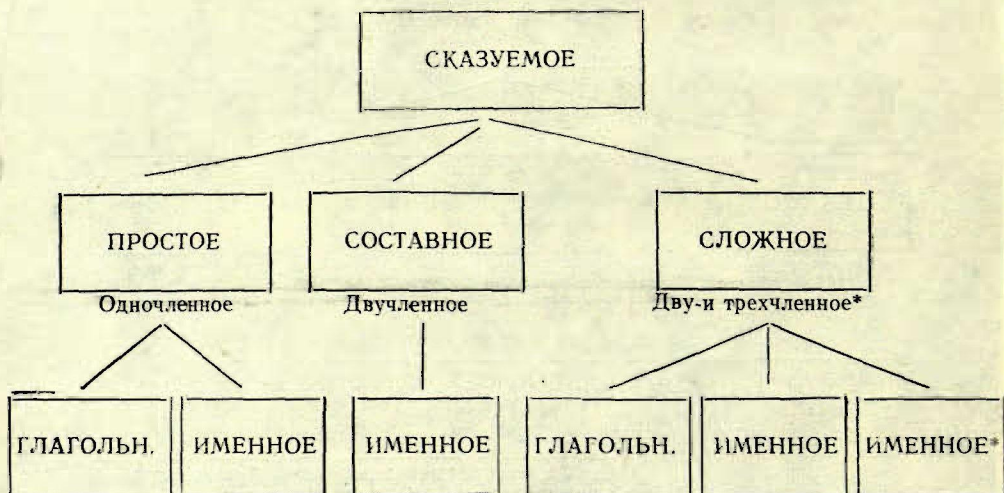 СКАЗУЕМОЕ
ПРОСТОЕ СОСТАВНОЕ СЛОЖНОЕ
Одночленное Двучленное Дву-и трехчленное*
ГЛАГОЛЬН. ИМЕННОЕ ИМЕННОЕ ГЛАГОЛЬН. ИМЕННОЕ ИМЕННОЕ*